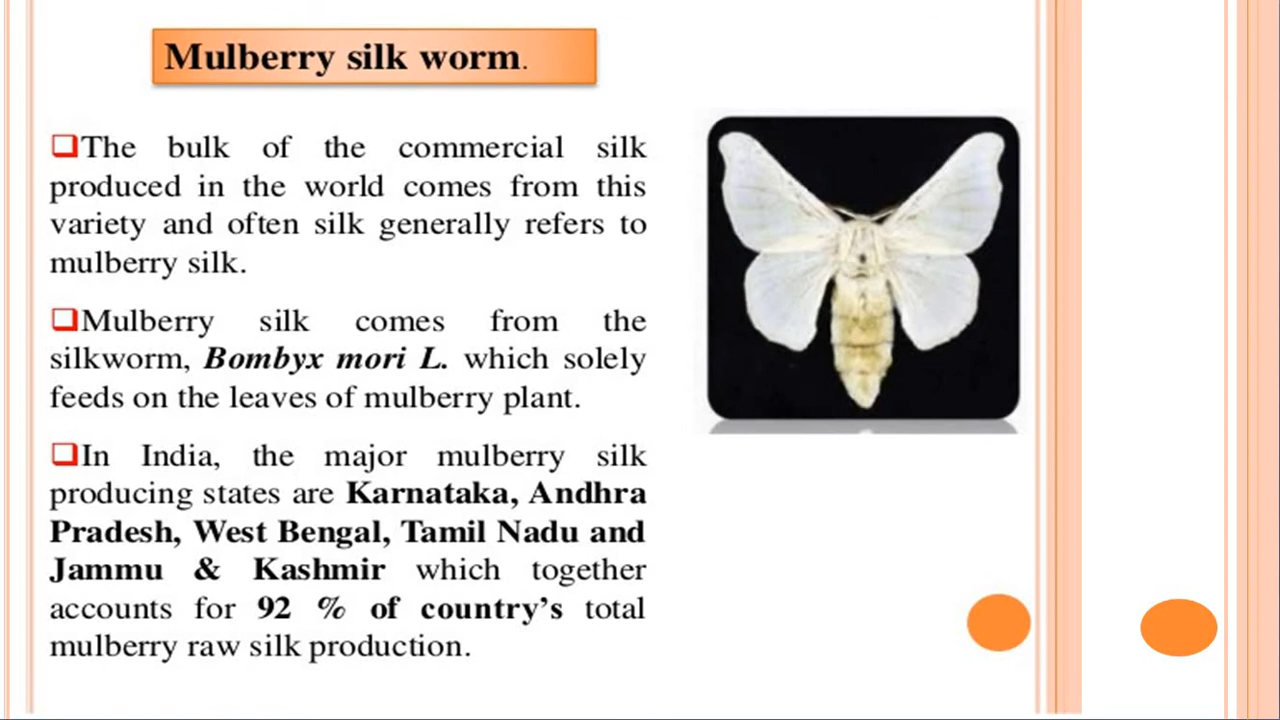 Mulberry silk worm.
The bulk of the commercial silk
produced in the world comes from this
variety and often silk generally refers to
mulberry silk.
Mulberry silk comes from the
silkworm, Bombyx mori L. which solely
feeds on the leaves of mulberry plant.
In India, the major mulberry silk
producing states are Karnataka, Andhra
Pradesh, West Bengal, Tamil Nadu and
Jammu & Kashmir which together
accounts for 92 % of country's total
mulberry raw silk production.